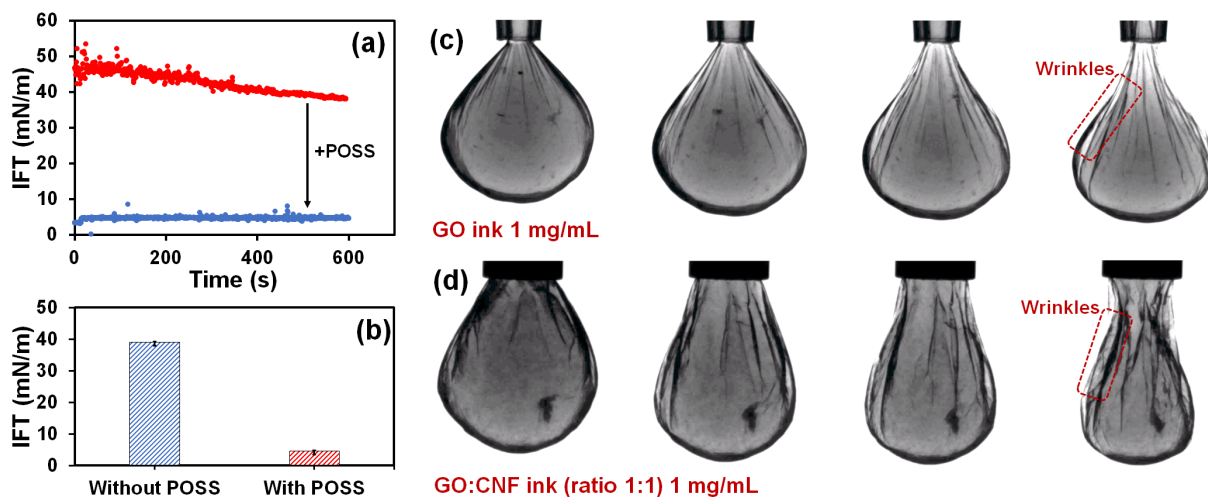 (a)
60
50
40
30
20
10
0
IFT (mN/m)
+POSS
0 200 400 600
Time (s)
(b)
50
40
30
20
10
0
IFT (mN/m)
Without POSS With POSS
(c)
Wrinkles
GO ink 1 mg/mL
(d)
Wrinkles
GO:CNF ink (ratio 1:1) 1 mg/mL